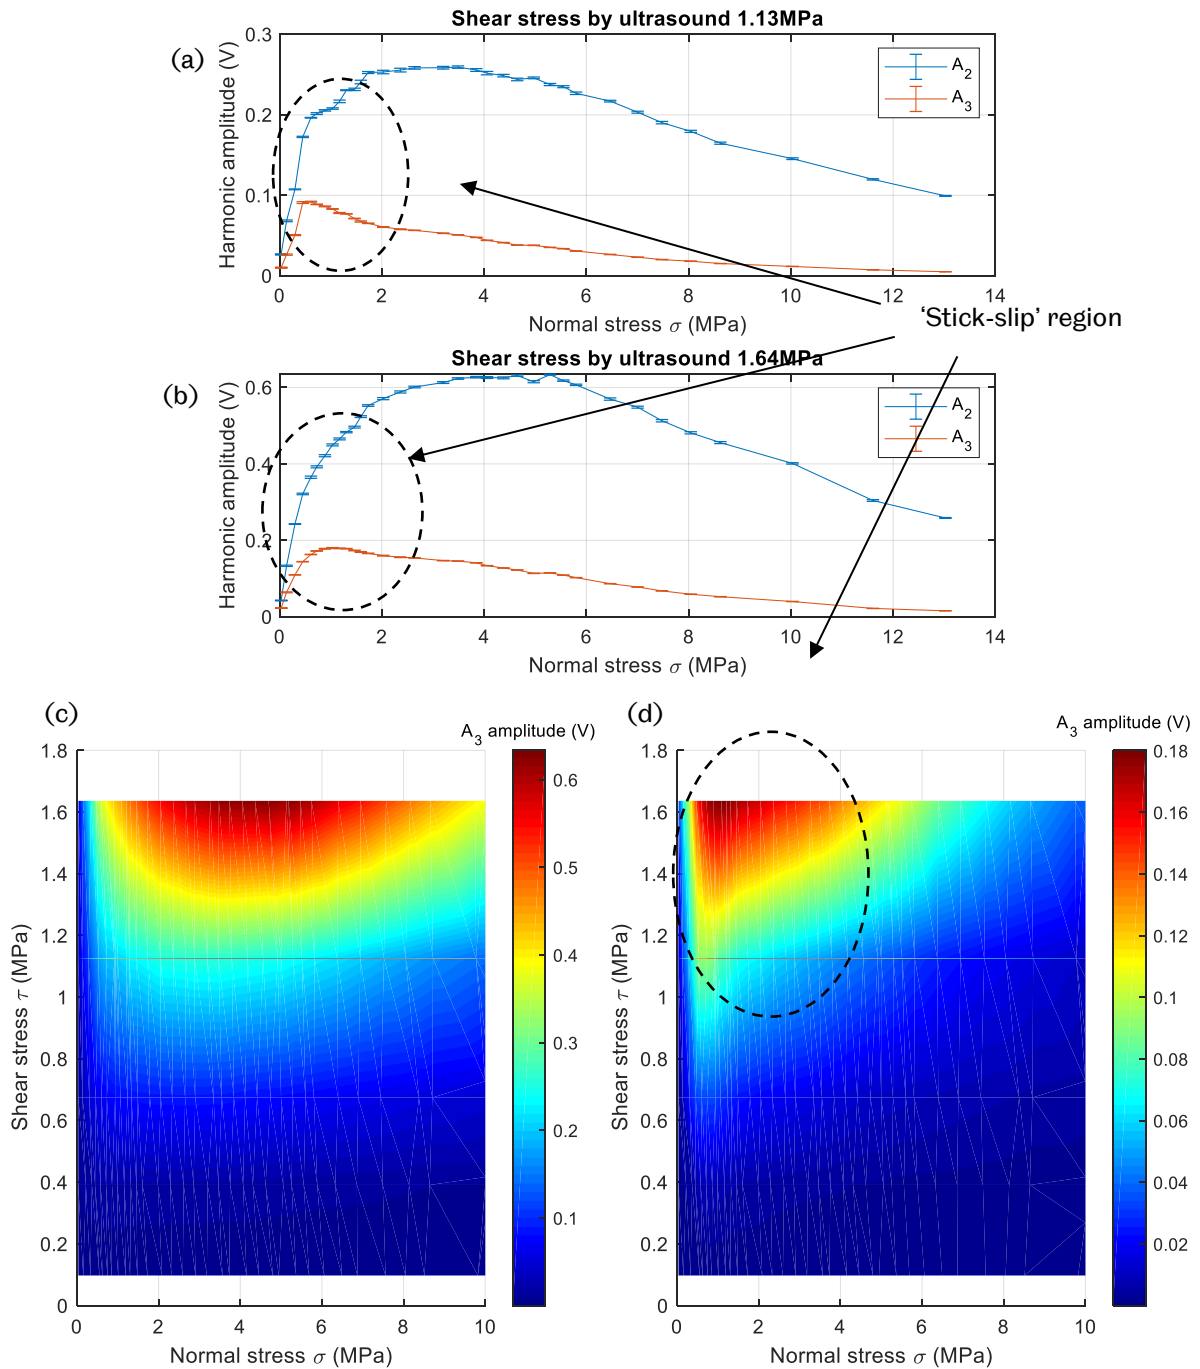 Shear stress by ultrasound 1.13MPa
(a)
Harmonic amplitude (V)
0.3
0.2
0.1
0
A2
A3
0 2 4 6 8 10 12 14
Normal stress σ (MPa)
'Stick-slip' region
Shear stress by ultrasound 1.64MPa
(b)
Harmonic amplitude (V)
0.6
0.4
0.2
0
A2
A3
0 2 4 6 8 10 12 14
Normal stress σ (MPa)
(c)
A3 amplitude (V)
Shear stress τ (MPa)
1.8
1.6
1.4
1.2
1
0.8
0.6
0.4
0.2
0
0 2 4 6 8 10
Normal stress σ (MPa)
0.6
0.5
0.4
0.3
0.2
0.1
(d)
A3 amplitude (V)
Shear stress τ (MPa)
1.8
1.6
1.4
1.2
1
0.8
0.6
0.4
0.2
0
0 2 4 6 8 10
Normal stress σ (MPa)
0.18
0.16
0.14
0.12
0.1
0.08
0.06
0.04
0.02